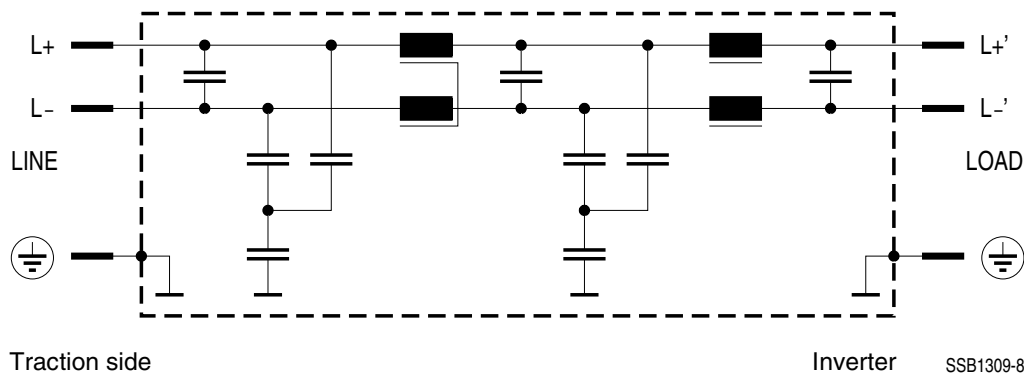 L+
L+’
L−
L−’
LINE
LOAD
Traction side
Inverter
SSB1309-8